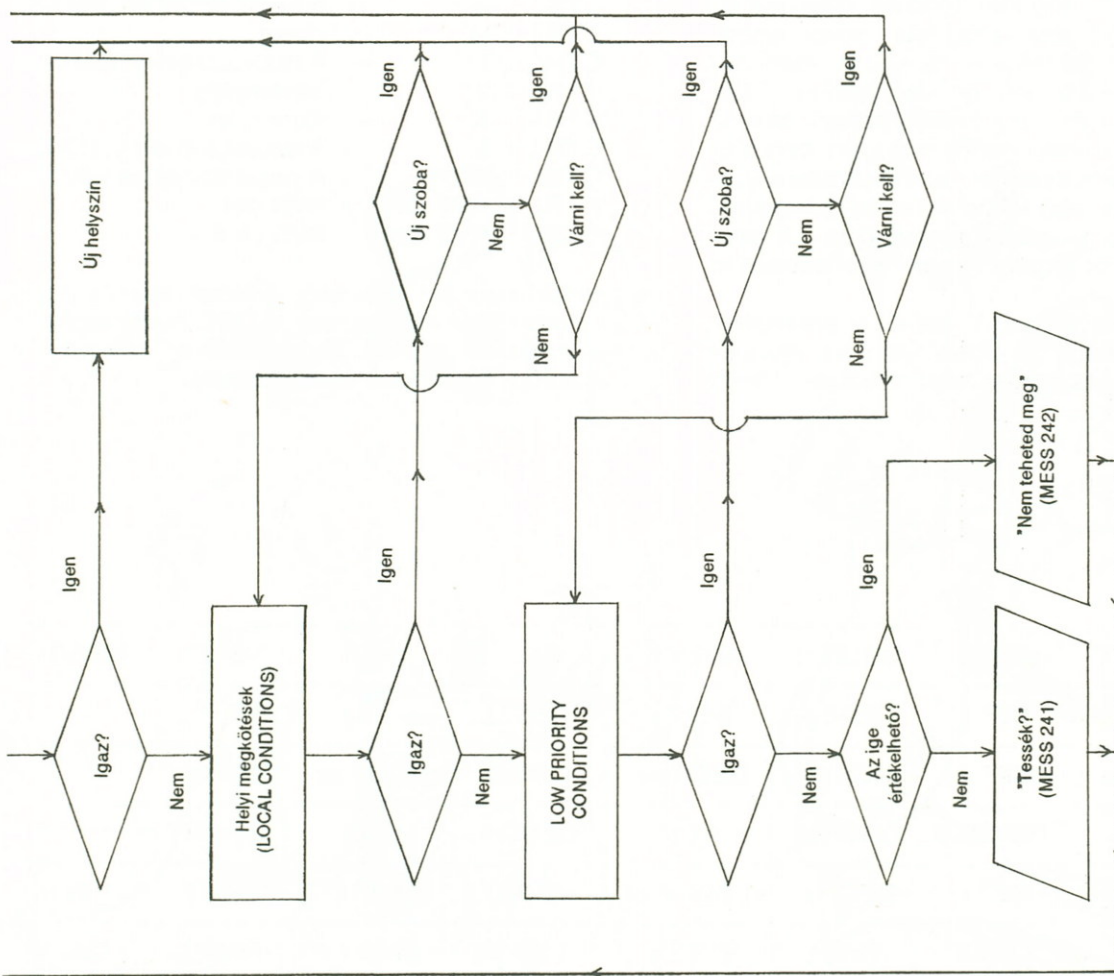 Igaz?
Igen
Új helyszín
Nem
Helyi megkötések
(LOCAL CONDITIONS)
Igaz?
Igen
Új szoba?
Igen
Nem
Várni kell?
Igen
Nem
Nem
LOW PRIORITY
CONDITIONS
Igaz?
Igen
Új szoba?
Igen
Nem
Várni kell?
Igen
Nem
Nem
Az ige
értékelhető?
Igen
"Nem teheted meg"
(MESS 242)
Nem
"Tessék?"
(MESS 241)